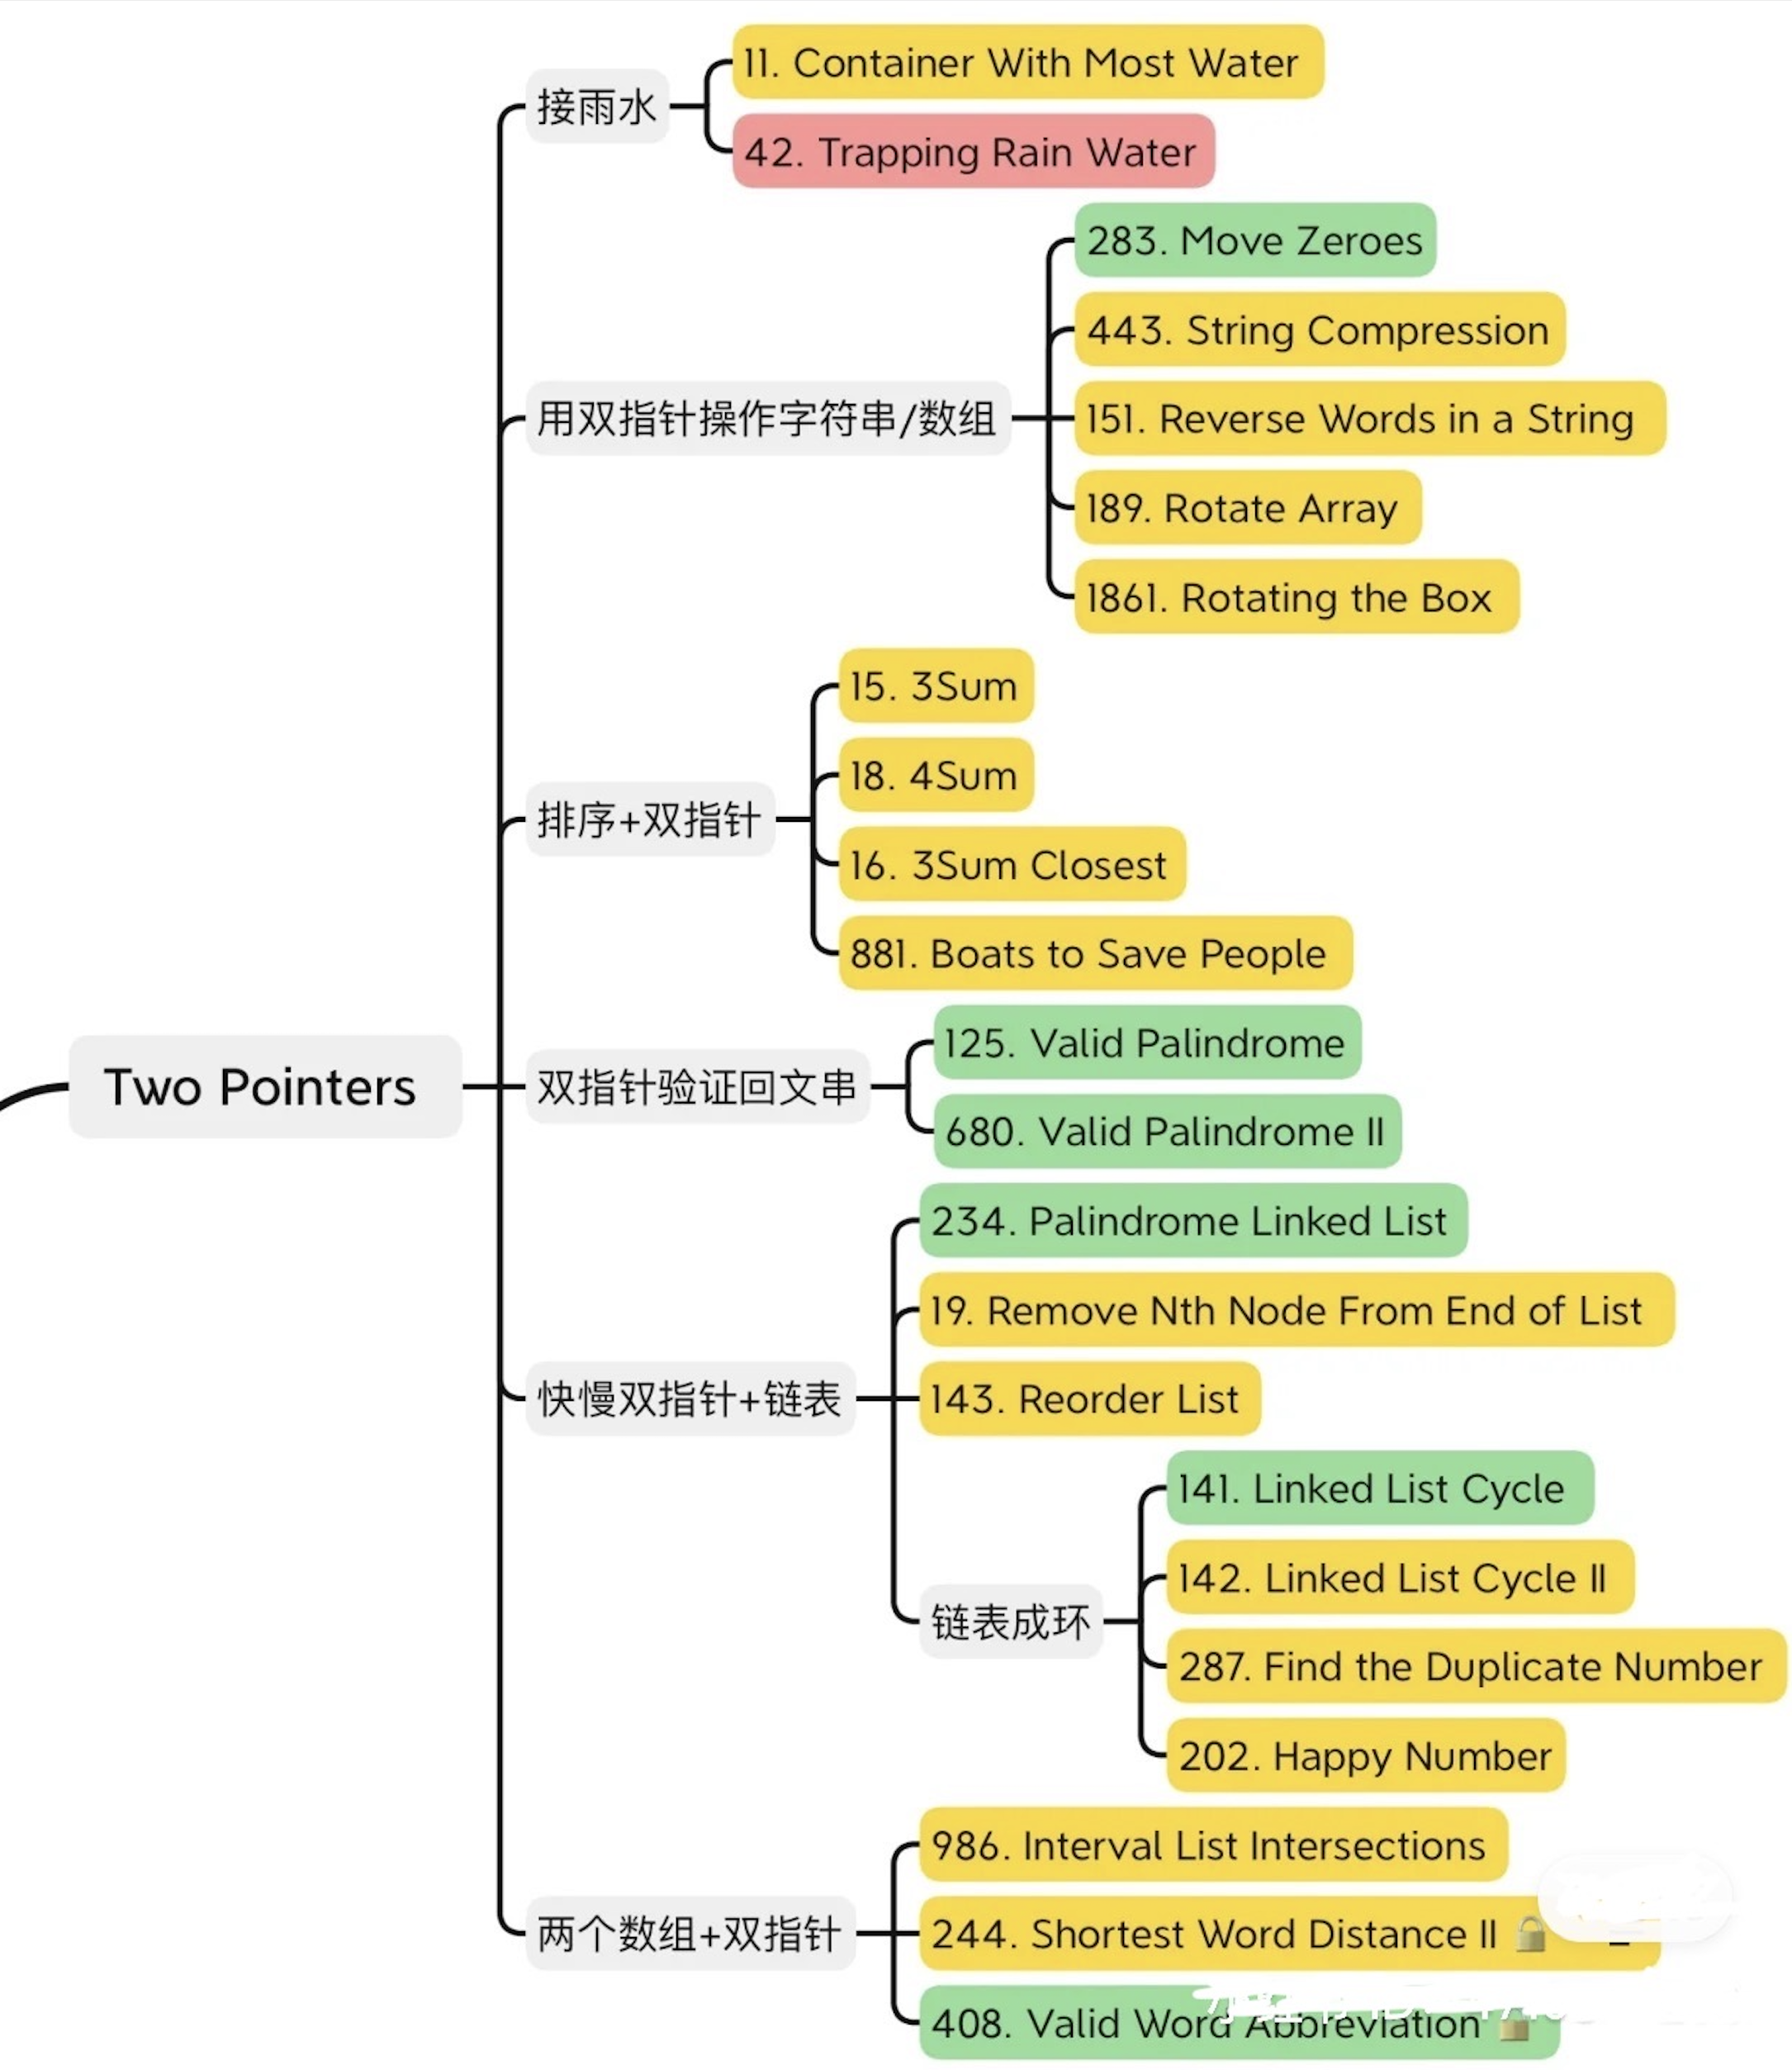 接雨水
11. Container With Most Water
42. Trapping Rain Water
用双指针操作字符串/数组
283. Move Zeroes
443. String Compression
151. Reverse Words in a String
189. Rotate Array
1861. Rotating the Box
排序+双指针
15. 3Sum
18. 4Sum
16. 3Sum Closest
881. Boats to Save People
Two Pointers
双指针验证回文串
125. Valid Palindrome
680. Valid Palindrome II
快慢双指针+链表
234. Palindrome Linked List
19. Remove Nth Node From End of List
143. Reorder List
链表成环
141. Linked List Cycle
142. Linked List Cycle II
287. Find the Duplicate Number
202. Happy Number
两个数组+双指针
986. Interval List Intersections
244. Shortest Word Distance II
408. Valid Word Abbreviation